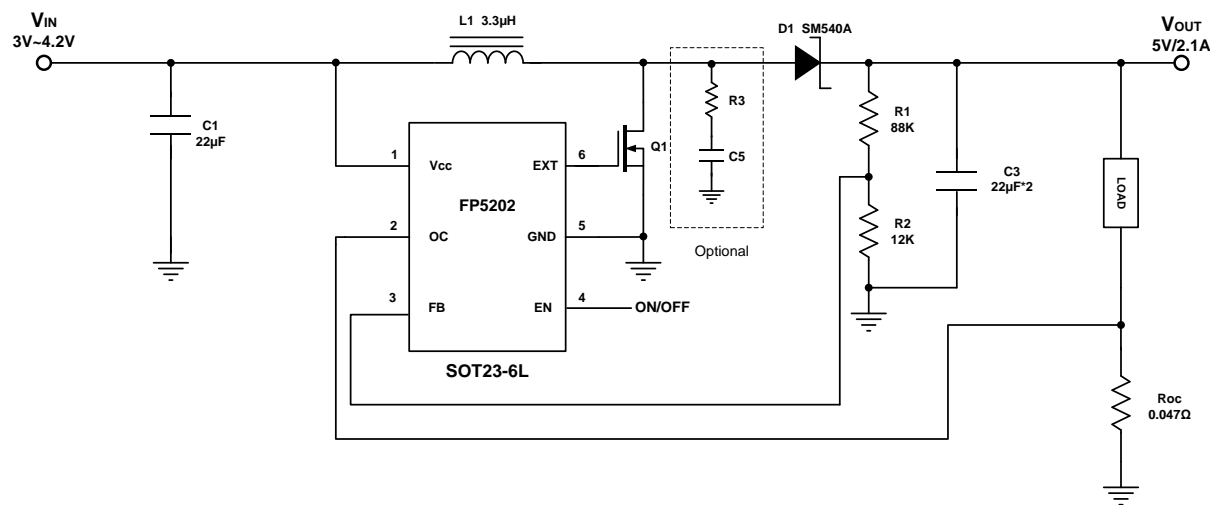 VIN
3V~4.2V
L1 3.3μH
D1 SM540A
VOUT
5V/2.1A
C1
22μF
R3
C5
Optional
Q1
R1
88K
R2
12K
C3
22μF*2
LOAD
1
Vcc
EXT
6
FP5202
2
OC
GND
5
3
FB
EN
4
ON/OFF
SOT23-6L
Roc
0.047Ω